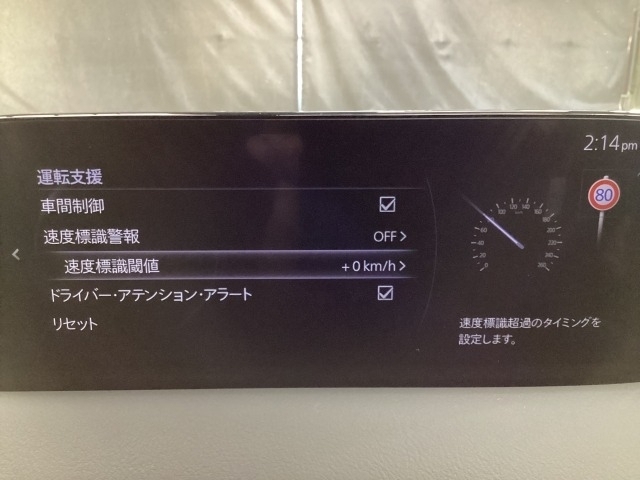 2:14pm
運転支援
車間制御
速度標識警報 OFF >
速度標識閾値 +0 km/h >
ドライバー・アテンション・アラート
リセット
80
速度標識超過のタイミングを
設定します。